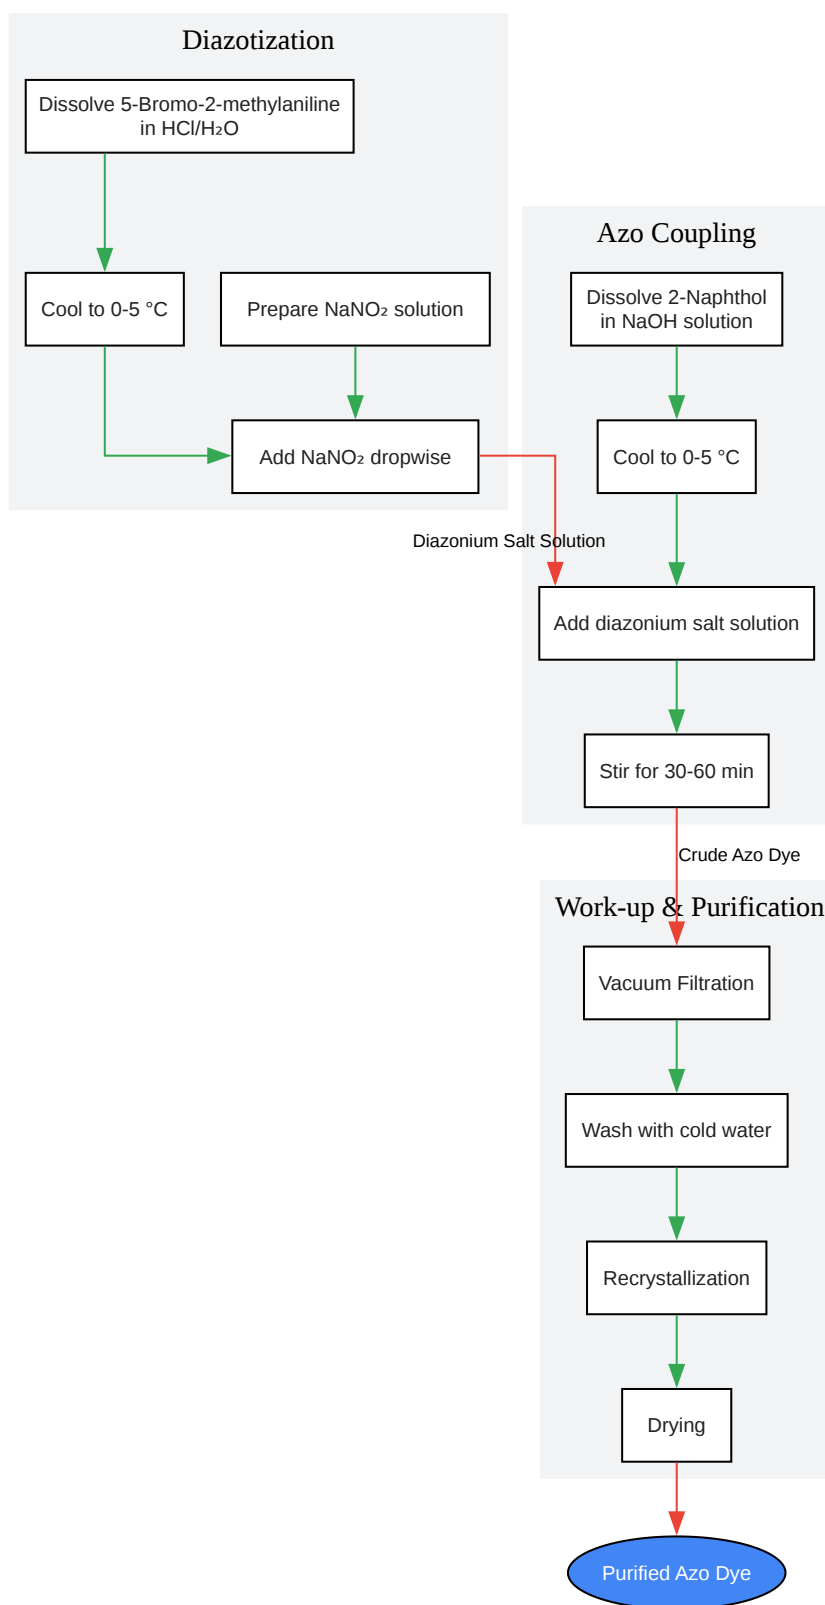 Diazotization
Dissolve 5-Bromo-2-methylaniline
in HCl/H₂O
Cool to 0-5 °C
Prepare NaNO₂ solution
Add NaNO₂ dropwise
Diazonium Salt Solution
Azo Coupling
Dissolve 2-Naphthol
in NaOH solution
Cool to 0-5 °C
Add diazonium salt solution
Stir for 30-60 min
Crude Azo Dye
Work-up & Purification
Vacuum Filtration
Wash with cold water
Recrystallization
Drying
Purified Azo Dye